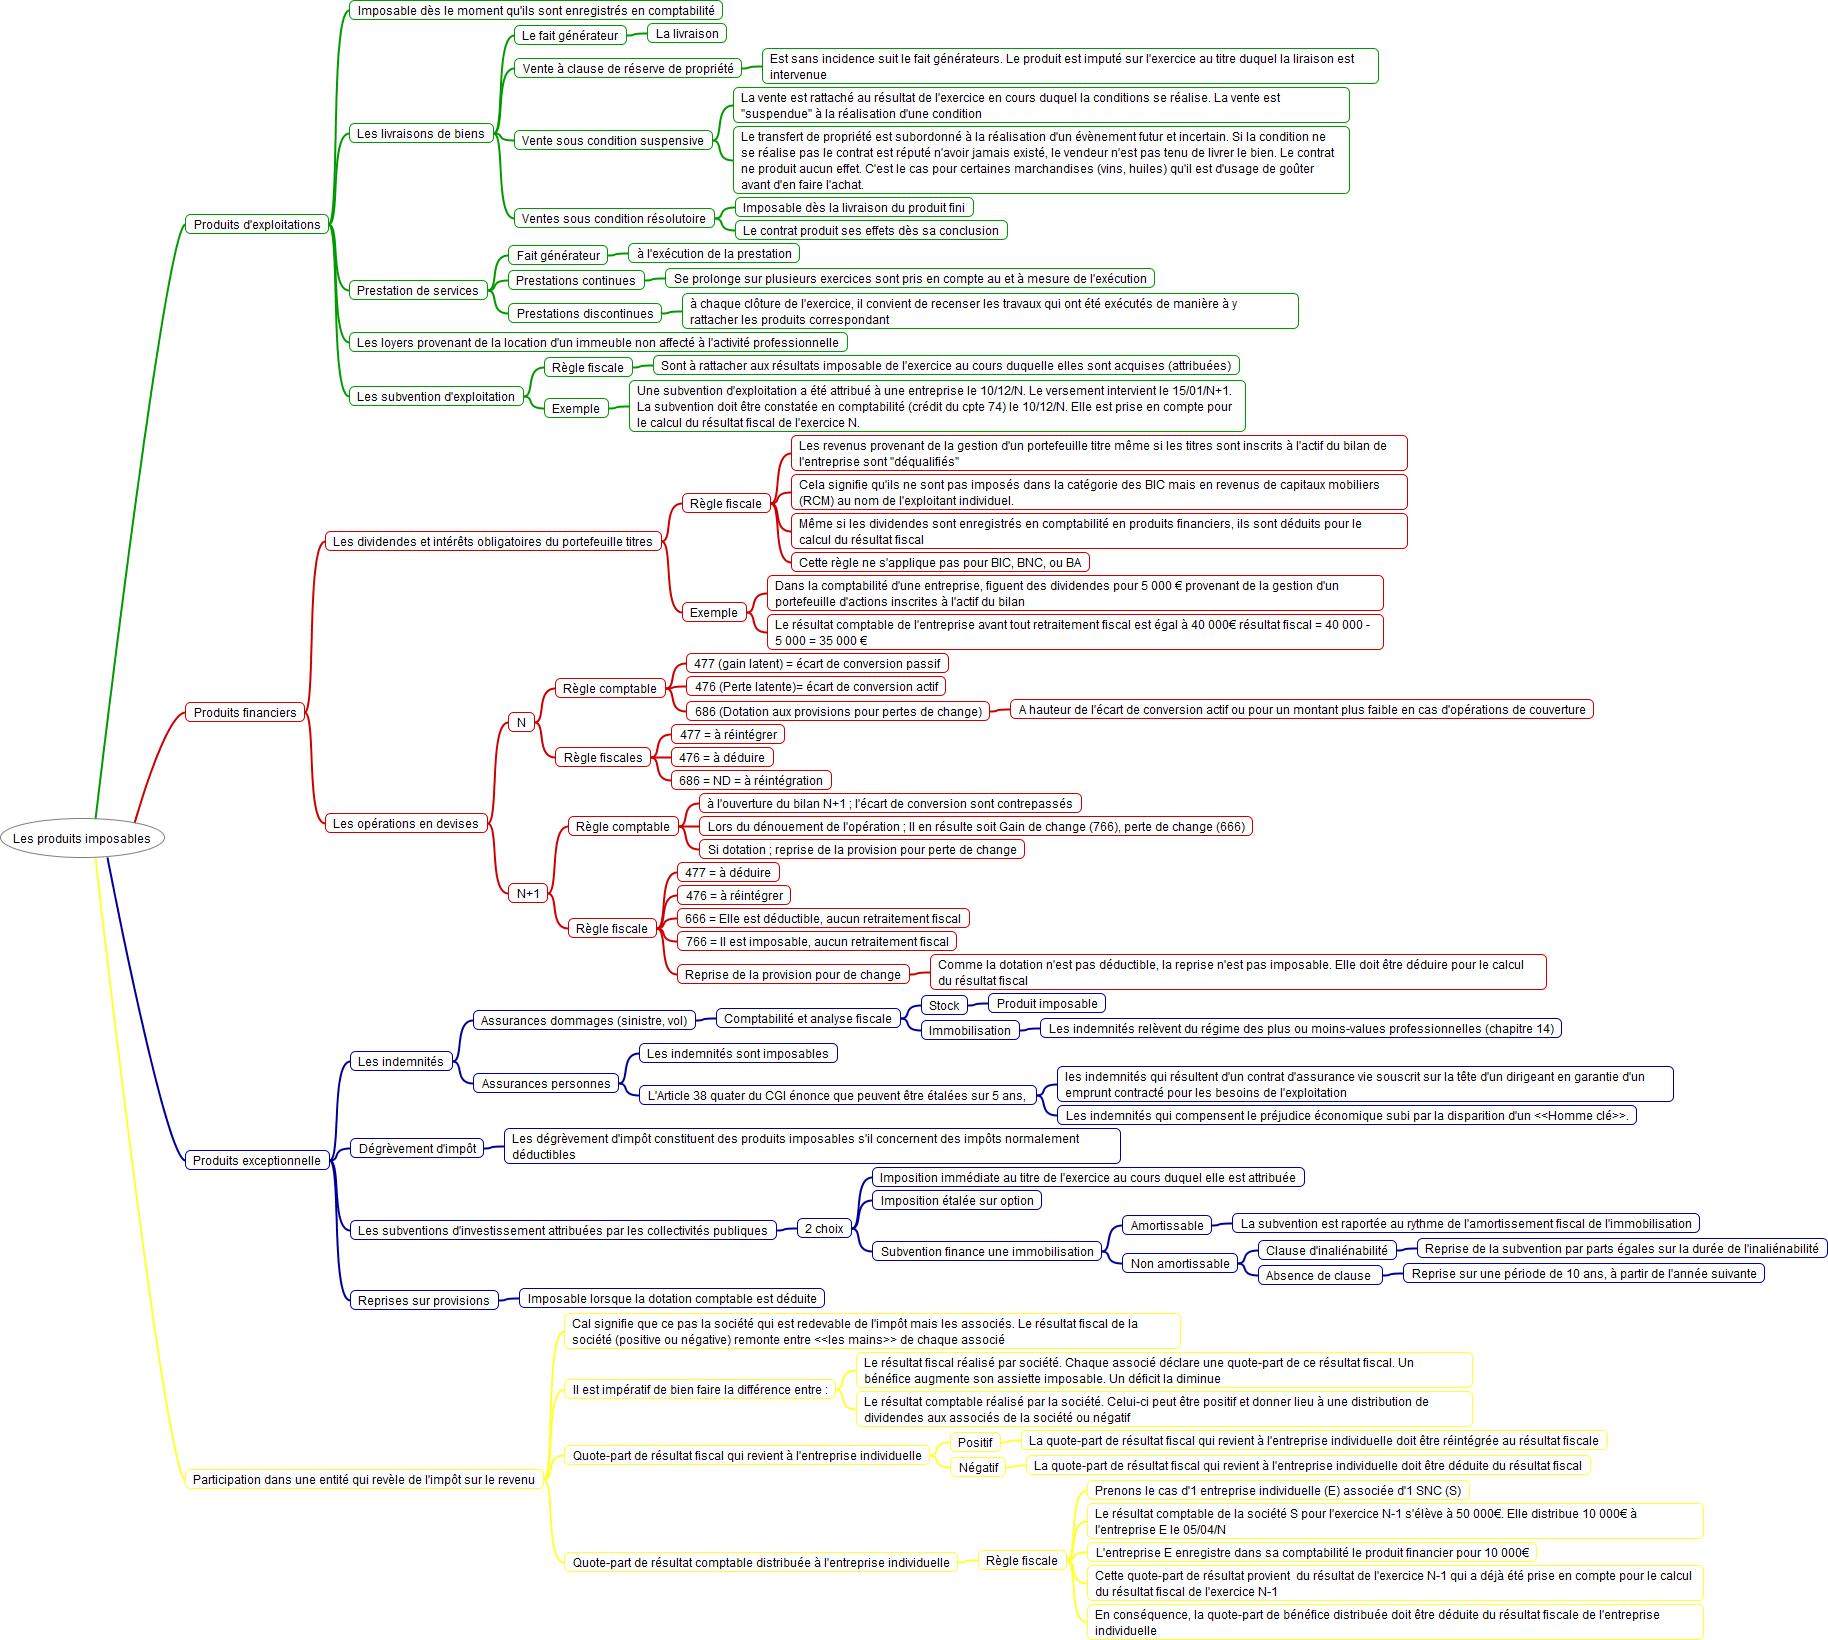 Les produits imposables
Produits d'exploitations
Imposable dès le moment qu'ils sont enregistrés en comptabilité
Les livraisons de biens
Le fait générateur
La livraison
Vente à clause de réserve de propriété
Est sans incidence suit le fait générateurs. Le produit est imputé sur l'exercice au titre duquel la liraison est
intervenue
Vente sous condition suspensive
La vente est rattaché au résultat de l'exercice en cours duquel la conditions se réalise. La vente est
"suspendue" à la réalisation d'une condition
Le transfert de propriété est subordonné à la réalisation d'un évènement futur et incertain. Si la condition ne
se réalise pas le contrat est réputé n'avoir jamais existé, le vendeur n'est pas tenu de livrer le bien. Le contrat
ne produit aucun effet. C'est le cas pour certaines marchandises (vins, huiles) qu'il est d'usage de goûter
avant d'en faire l'achat.
Ventes sous condition résolutoire
Imposable dès la livraison du produit fini
Le contrat produit ses effets dès sa conclusion
Prestation de services
Fait générateur
à l'exécution de la prestation
Prestations continues
Se prolonge sur plusieurs exercices sont pris en compte au et à mesure de l'exécution
Prestations discontinues
à chaque clôture de l'exercice, il convient de recenser les travaux qui ont été exécutés de manière à y
rattacher les produits correspondant
Les loyers provenant de la location d'un immeuble non affecté à l'activité professionnelle
Les subvention d'exploitation
Règle fiscale
Sont à rattacher aux résultats imposable de l'exercice au cours duquelle elles sont acquises (attribuées)
Exemple
Une subvention d'exploitation a été attribué à une entreprise le 10/12/N. Le versement intervient le 15/01/N+1.
La subvention doit être constatée en comptabilité (crédit du cpte 74) le 10/12/N. Elle est prise en compte pour
le calcul du résultat fiscal de l'exercice N.
Produits financiers
Les dividendes et intérêts obligatoires du portefeuille titres
Règle fiscale
Les revenus provenant de la gestion d'un portefeuille titre même si les titres sont inscrits à l'actif du bilan de
l'entreprise sont "déqualifiés"
Cela signifie qu'ils ne sont pas imposés dans la catégorie des BIC mais en revenus de capitaux mobiliers
(RCM) au nom de l'exploitant individuel.
Même si les dividendes sont enregistrés en comptabilité en produits financiers, ils sont déduits pour le
calcul du résultat fiscal
Cette règle ne s'applique pas pour BIC, BNC, ou BA
Exemple
Dans la comptabilité d'une entreprise, figuent des dividendes pour 5 000 € provenant de la gestion d'un
portefeuille d'actions inscrites à l'actif du bilan
Le résultat comptable de l'entreprise avant tout retraitement fiscal est égal à 40 000€ résultat fiscal = 40 000 -
5 000 = 35 000 €
Les opérations en devises
N
Règle comptable
477 (gain latent) = écart de conversion passif
476 (Perte latente)= écart de conversion actif
686 (Dotation aux provisions pour pertes de change)
A hauteur de l'écart de conversion actif ou pour un montant plus faible en cas d'opérations de couverture
Règle fiscales
477 = à réintégrer
476 = à déduire
686 = ND = à réintégration
N+1
Règle comptable
à l'ouverture du bilan N+1 ; l'écart de conversion sont contrepassés
Lors du dénouement de l'opération ; Il en résulte soit Gain de change (766), perte de change (666)
Si dotation ; reprise de la provision pour perte de change
Règle fiscale
477 = à déduire
476 = à réintégrer
666 = Elle est déductible, aucun retraitement fiscal
766 = Il est imposable, aucun retraitement fiscal
Reprise de la provision pour de change
Comme la dotation n'est pas déductible, la reprise n'est pas imposable. Elle doit être déduire pour le calcul
du résultat fiscal
Produits exceptionnelle
Les indemnités
Assurances dommages (sinistre, vol)
Comptabilité et analyse fiscale
Stock
Produit imposable
Immobilisation
Les indemnités relèvent du régime des plus ou moins-values professionnelles (chapitre 14)
Assurances personnes
Les indemnités sont imposables
L'Article 38 quater du CGI énonce que peuvent être étalées sur 5 ans,
les indemnités qui résultent d'un contrat d'assurance vie souscrit sur la tête d'un dirigeant en garantie d'un
emprunt contracté pour les besoins de l'exploitation
Les indemnités qui compensent le préjudice économique subi par la disparition d'un <<Homme clé>>.
Dégrèvement d'impôt
Les dégrèvement d'impôt constituent des produits imposables s'il concernent des impôts normalement
déductibles
Les subventions d'investissement attribuées par les collectivités publiques
2 choix
Imposition immédiate au titre de l'exercice au cours duquel elle est attribuée
Imposition étalée sur option
Subvention finance une immobilisation
Amortissable
La subvention est raportée au rythme de l'amortissement fiscal de l'immobilisation
Non amortissable
Clause d'inaliénabilité
Reprise de la subvention par parts égales sur la durée de l'inaliénabilité
Absence de clause
Reprise sur une période de 10 ans, à partir de l'année suivante
Reprises sur provisions
Imposable lorsque la dotation comptable est déduite
Participation dans une entité qui revèle de l'impôt sur le revenu
Cal signifie que ce pas la société qui est redevable de l'impôt mais les associés. Le résultat fiscal de la
société (positive ou négative) remonte entre <<les mains>> de chaque associé
Il est impératif de bien faire la différence entre :
Le résultat fiscal réalisé par société. Chaque associé déclare une quote-part de ce résultat fiscal. Un
bénéfice augmente son assiette imposable. Un déficit la diminue
Le résultat comptable réalisé par la société. Celui-ci peut être positif et donner lieu à une distribution de
dividendes aux associés de la société ou négatif
Quote-part de résultat fiscal qui revient à l'entreprise individuelle
Positif
La quote-part de résultat fiscal qui revient à l'entreprise individuelle doit être réintégrée au résultat fiscale
Négatif
La quote-part de résultat fiscal qui revient à l'entreprise individuelle doit être déduite du résultat fiscal
Quote-part de résultat comptable distribuée à l'entreprise individuelle
Règle fiscale
Prenons le cas d'1 entreprise individuelle (E) associée d'1 SNC (S)
Le résultat comptable de la société S pour l'exercice N-1 s'élève à 50 000€. Elle distribue 10 000€ à
l'entreprise E le 05/04/N
L'entreprise E enregistre dans sa comptabilité le produit financier pour 10 000€
Cette quote-part de résultat provient du résultat de l'exercice N-1 qui a déjà été prise en compte pour le calcul
du résultat fiscal de l'exercice N-1
En conséquence, la quote-part de bénéfice distribuée doit être déduite du résultat fiscale de l'entreprise
individuelle